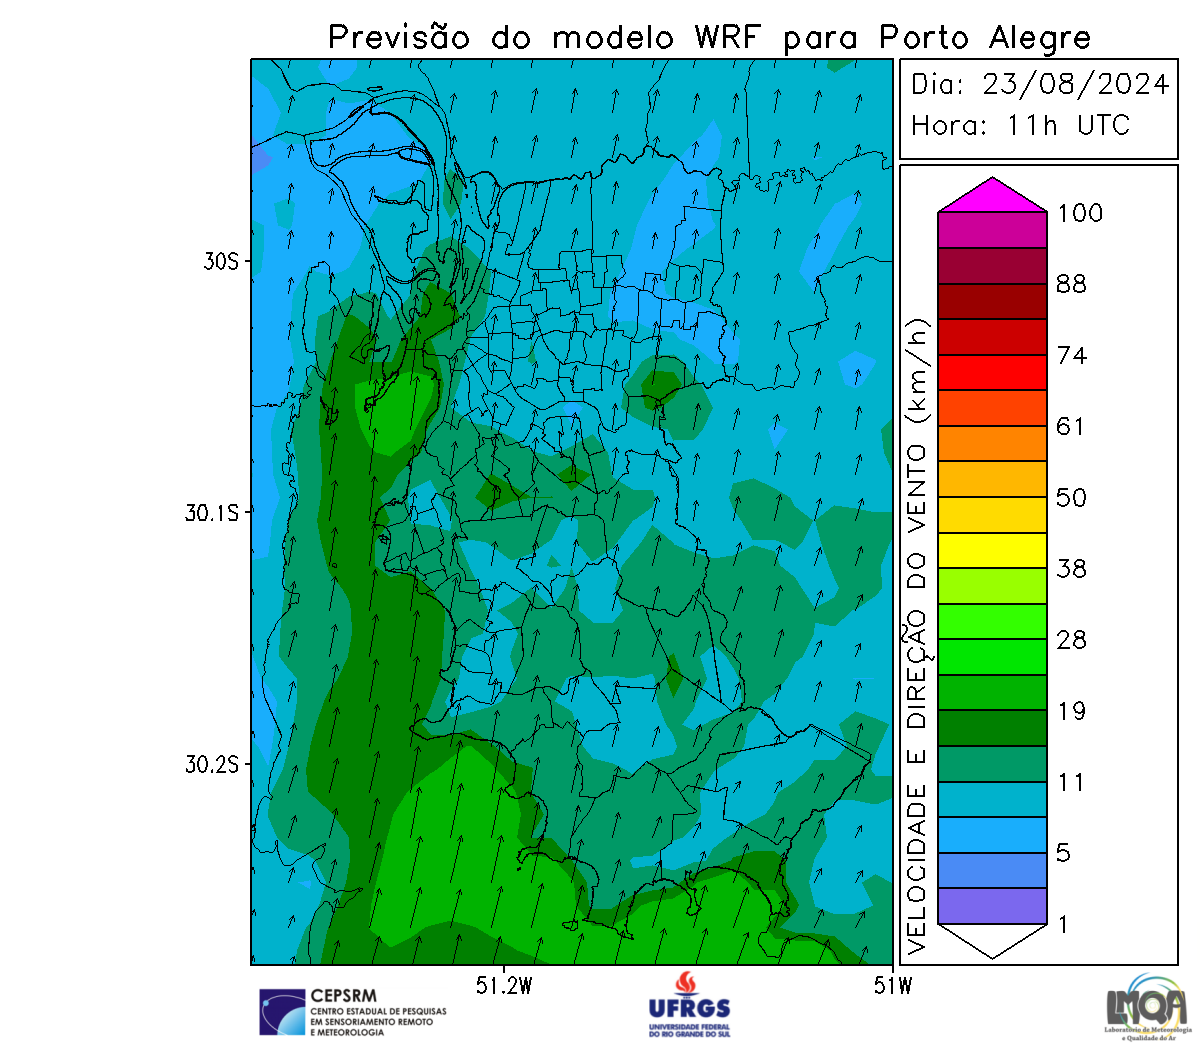 Previsão do modelo WRF para Porto Alegre
Dia: 23/08/2024
Hora: 11h UTC
30S
30.1S
30.2S
51.2W
51W
VELOCIDADE E DIREÇÃO DO VENTO (km/h)
100
88
74
61
50
38
28
19
11
5
1
CEPSRM
CENTRO ESTADUAL DE PESQUISAS
EM SENSORIAMENTO REMOTO
E METEOROLOGIA
UFRGS
UNIVERSIDADE FEDERAL
DO RIO GRANDE DO SUL
LMQA
Laboratório de Meteorologia
e Qualidade do Ar